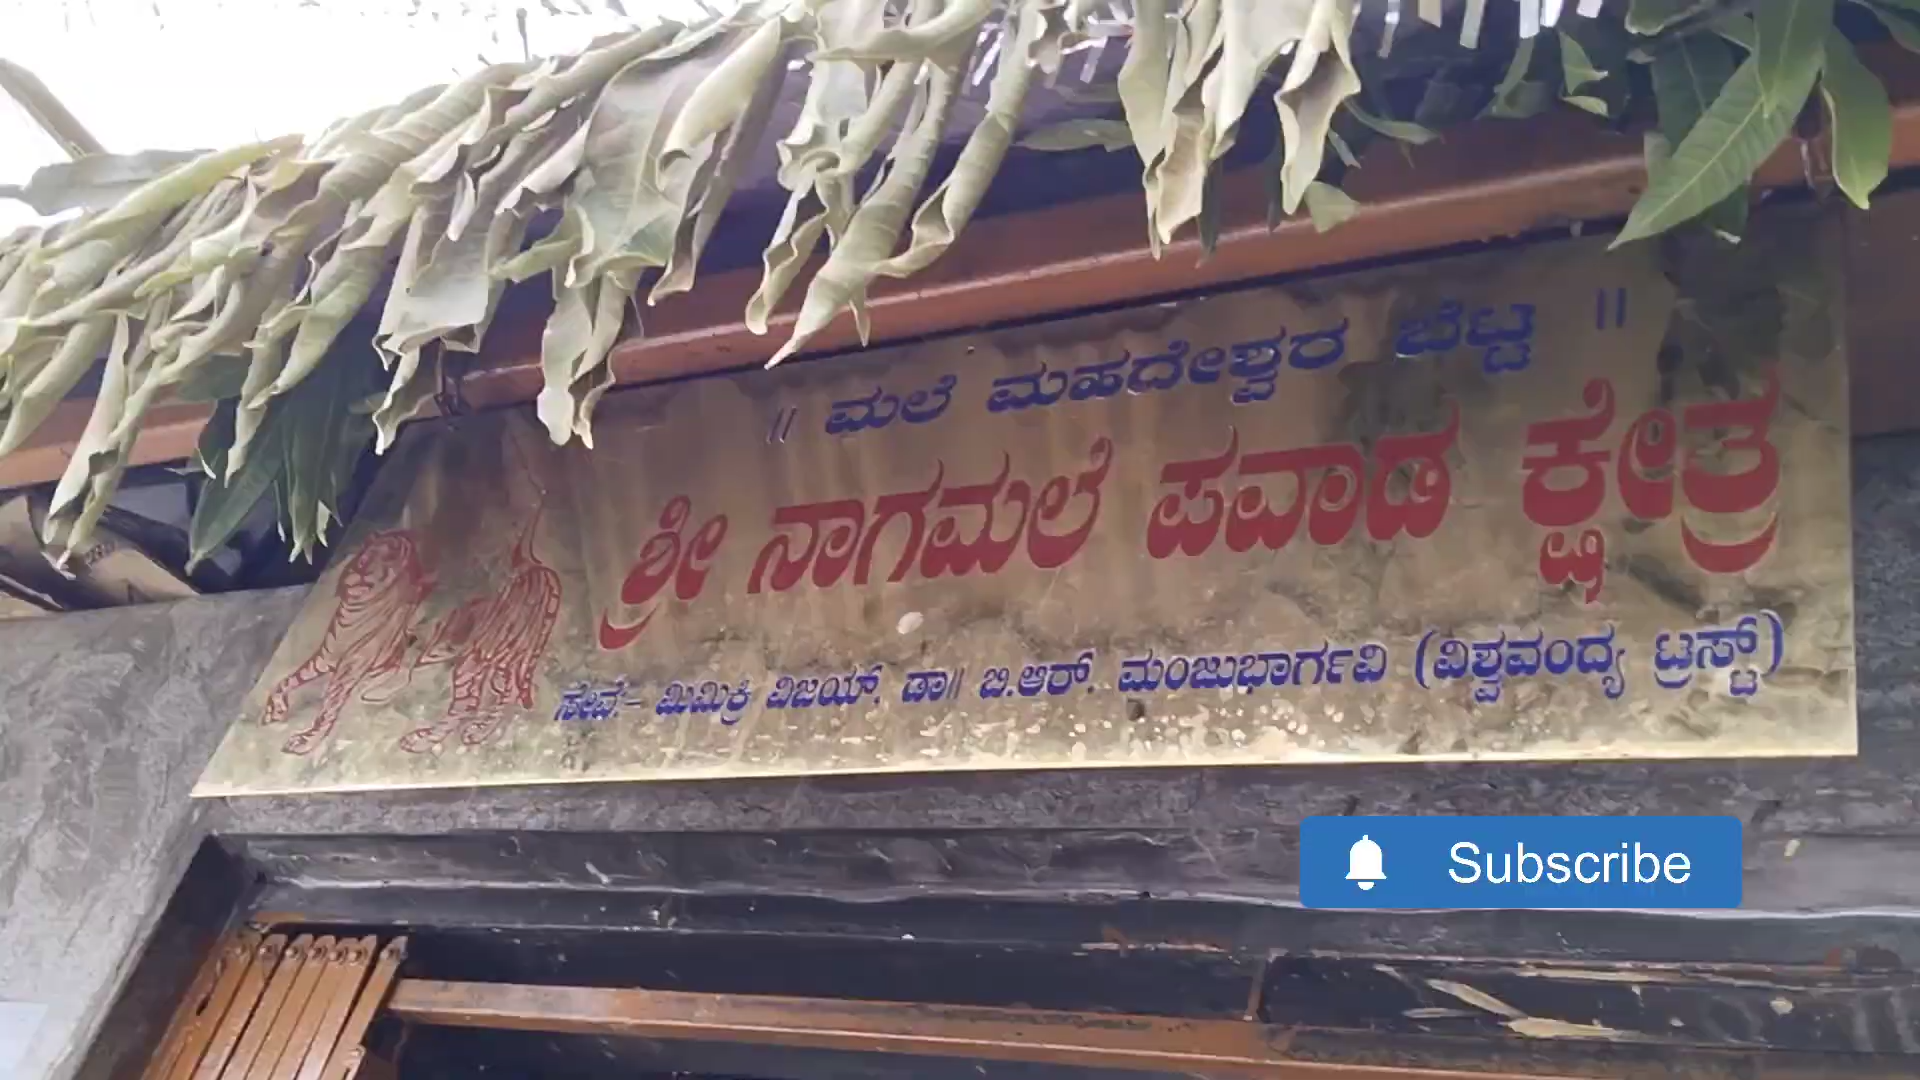 ॥ ಮಲೆ ಮಹದೇಶ್ವರ ಬೆಟ್ಟ ॥
ಶ್ರೀ ನಾಗಮಲೆ ಪವಾಡ ಕ್ಷೇತ್ರ
ಸೇವೆ:- ಮಿಮಿಕ್ರಿ ವಿಜಯ್. ಡಾ॥ ಬಿ.ಆರ್. ಮಂಜುಭಾರ್ಗವಿ (ವಿಶ್ವವಂದ್ಯ ಟ್ರಸ್ಟ್)
Subscribe